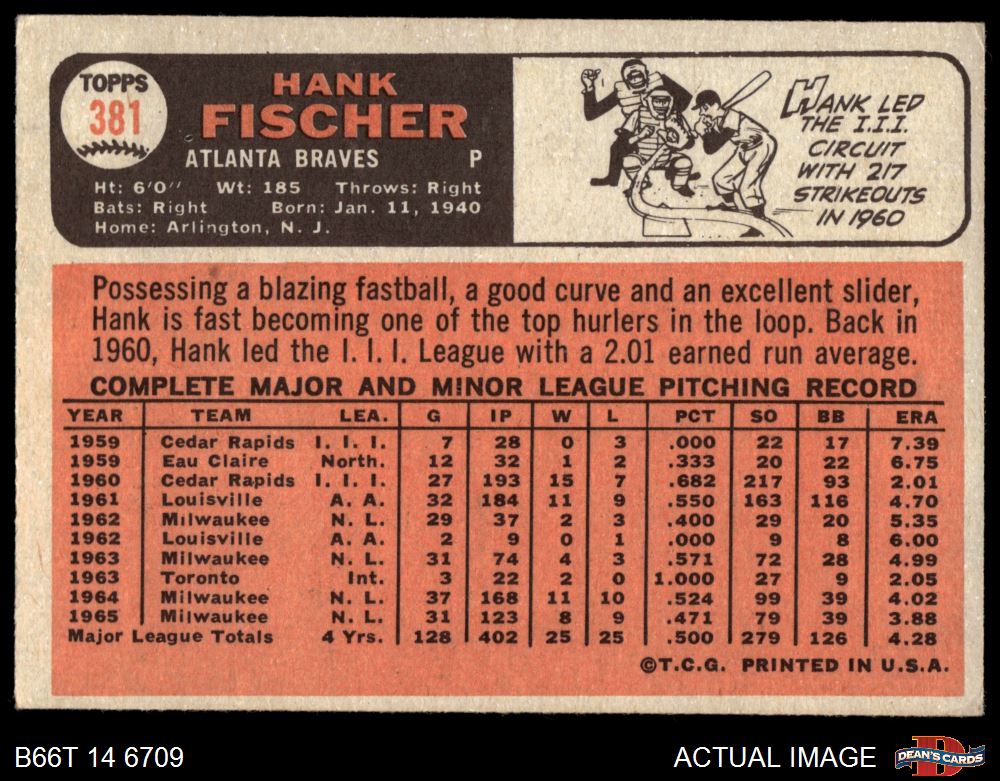 TOPPS
381
HANK
FISCHER
ATLANTA BRAVES P
Ht: 6'0" Wt: 185 Throws: Right
Bats: Right Born: Jan. 11, 1940
Home: Arlington, N. J.
HANK LED
THE I.I.I.
CIRCUIT
WITH 217
STRIKEOUTS
IN 1960
Possessing a blazing fastball, a good curve and an excellent slider,
Hank is fast becoming one of the top hurlers in the loop. Back in
1960, Hank led the I. I. I. League with a 2.01 earned run average.
COMPLETE MAJOR AND MINOR LEAGUE PITCHING RECORD
YEAR TEAM LEA. G IP W L PCT SO BB ERA
1959 Cedar Rapids I. I. I. 7 28 0 3 .000 22 17 7.39
1959 Eau Claire North. 12 32 1 2 .333 20 22 6.75
1960 Cedar Rapids I. I. I. 27 193 15 7 .682 217 93 2.01
1961 Louisville A. A. 32 184 11 9 .550 163 116 4.70
1962 Milwaukee N. L. 29 37 2 3 .400 29 20 5.35
1962 Louisville A. A. 2 9 0 1 .000 9 8 6.00
1963 Milwaukee N. L. 31 74 4 3 .571 72 28 4.99
1963 Toronto Int. 3 22 2 0 1.000 27 9 2.05
1964 Milwaukee N. L. 37 168 11 10 .524 99 39 4.02
1965 Milwaukee N. L. 31 123 8 9 .471 79 39 3.88
Major League Totals 4 Yrs. 128 402 25 25 .500 279 126 4.28
©T.C.G. PRINTED IN U.S.A.
B66T 14 6709
ACTUAL IMAGE
D
DEAN'S CARDS